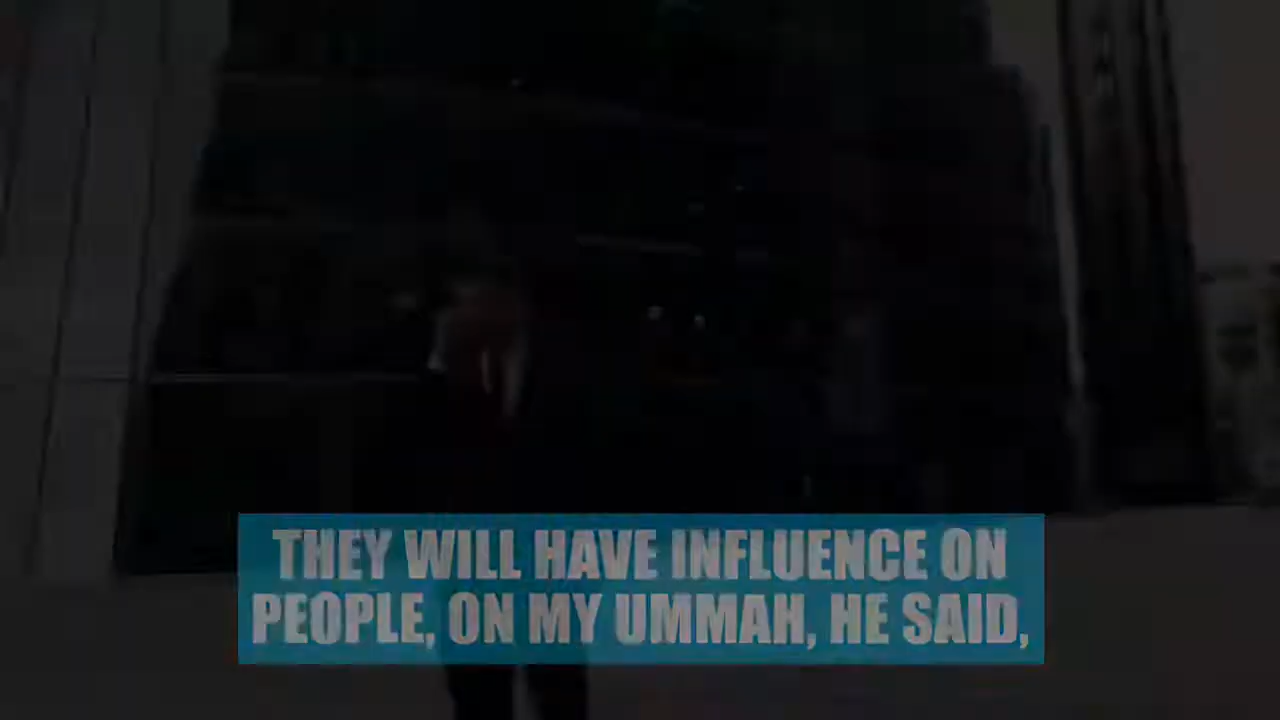 THEY WILL HAVE INFLUENCE ON
PEOPLE, ON MY UMMAH, HE SAID,